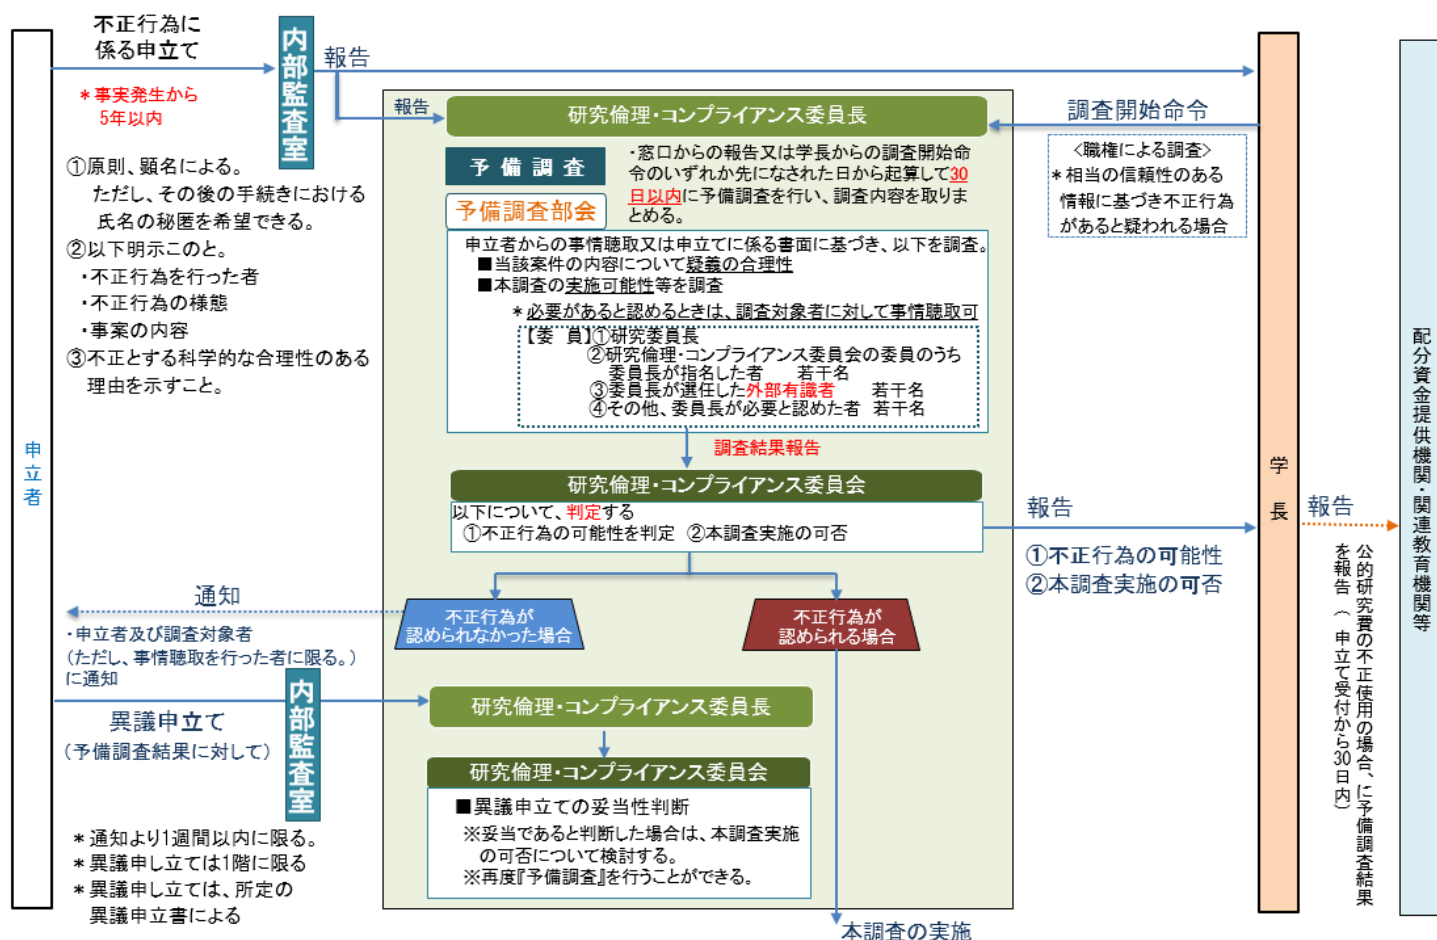 不正行為に
係る申立て
内部監査室
報告
＊事実発生から
5年以内
①原則、顕名による。
ただし、その後の手続きにおける
氏名の秘匿を希望できる。
②以下明示このと。
・不正行為を行った者
・不正行為の様態
・事案の内容
③不正とする科学的な合理性のある
理由を示すこと。
申立者
報告
研究倫理・コンプライアンス委員長
予備調査
予備調査部会
・窓口からの報告又は学長からの調査開始命
令のいずれか先になされた日から起算して30
日以内に予備調査を行い、調査内容を取りま
とめる。
調査開始命令
<職権による調査>
＊相当の信頼性のある
情報に基づき不正行為
があると疑われる場合
申立者からの事情聴取又は申立てに係る書面に基づき、以下を調査。
■当該案件の内容について疑義の合理性
■本調査の実施可能性等を調査
＊必要があると認めるときは、調査対象者に対して事情聴取可
【委 員】①研究委員長
②研究倫理・コンプライアンス委員会の委員のうち
委員長が指名した者 若干名
③委員長が選任した外部有識者 若干名
④その他、委員長が必要と認めた者 若干名
調査結果報告
研究倫理・コンプライアンス委員会
以下について、判定する
①不正行為の可能性を判定 ②本調査実施の可否
報告
①不正行為の可能性
②本調査実施の可否
学長
報告
公的研究費の不正使用の場合、に予備調査結果
を報告（申立て受付から30日内）
配分資金提供機関・関連教育機関等
不正行為が
認められなかった場合
不正行為が
認められる場合
通知
・申立者及び調査対象者
(ただし、事情聴取を行った者に限る。)
に通知
異議申立て
(予備調査結果に対して)
内部監査室
＊通知より1週間以内に限る。
＊異議申し立ては1階に限る
＊異議申し立ては、所定の
異議申立書による
研究倫理・コンプライアンス委員長
研究倫理・コンプライアンス委員会
■異議申立ての妥当性判断
※妥当であると判断した場合は、本調査実施
の可否について検討する。
※再度『予備調査』を行うことができる。
本調査の実施